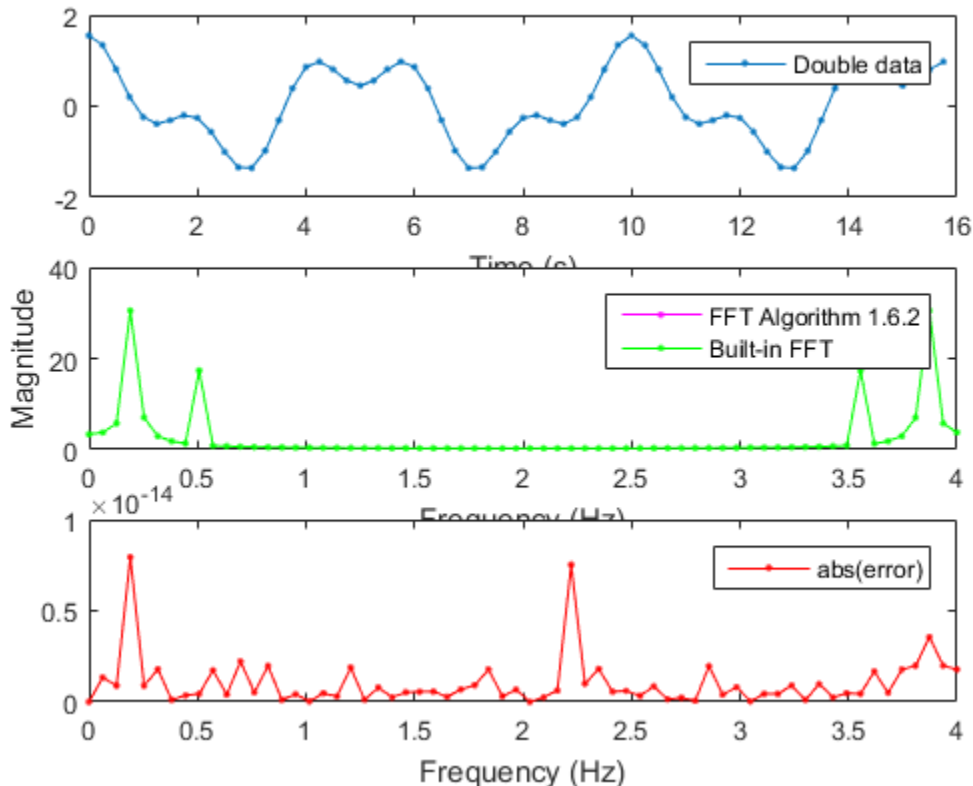 2
0
-2
Double data
0 2 4 6 8 10 12 14 16
Time (s)
40
20
0
Magnitude
FFT Algorithm 1.6.2
Built-in FFT
0 0.5 1 1.5 2 2.5 3 3.5 4
Frequency (Hz)
×10-14
1
0.5
0
abs(error)
0 0.5 1 1.5 2 2.5 3 3.5 4
Frequency (Hz)